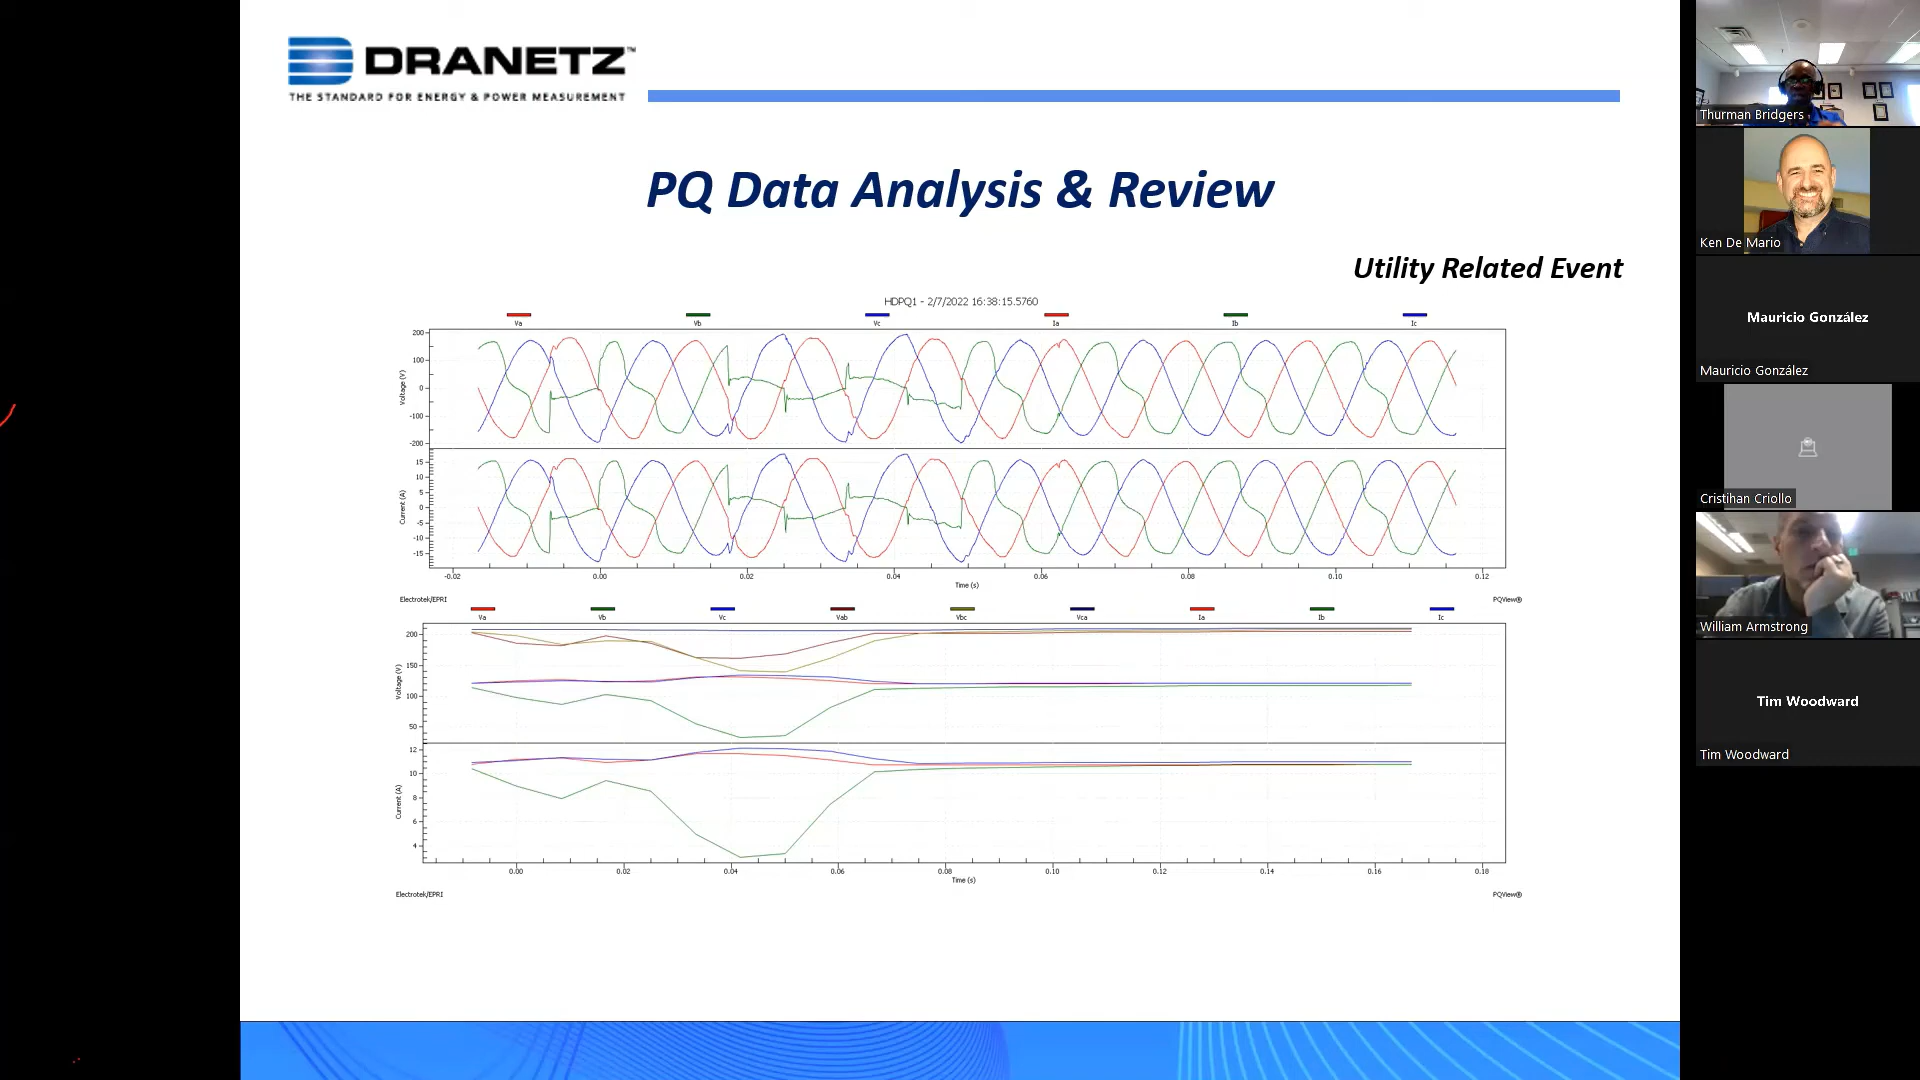 DRANETZ™
THE STANDARD FOR ENERGY & POWER MEASUREMENT
PQ Data Analysis & Review
Utility Related Event
HDPQ1 - 2/7/2022 16:38:15.5760
Va Vb Vc Ia Ib Ic
200
100
0
-100
-200
Voltage (V)
15
10
5
0
-5
-10
-15
Current (A)
-0.02 0.00 0.02 0.04 0.06 0.08 0.10 0.12
Time (s)
Electrotek/EPRI PQView®
Va Vb Vc Vab Vbc Vca Ia Ib Ic
200
150
100
50
Voltage (V)
12
10
8
6
4
Current (A)
0.00 0.02 0.04 0.06 0.08 0.10 0.12 0.14 0.16 0.18
Time (s)
Electrotek/EPRI PQView®
Thurman Bridgers
Ken De Mario
Mauricio González
Mauricio González
Cristihan Criollo
William Armstrong
Tim Woodward
Tim Woodward